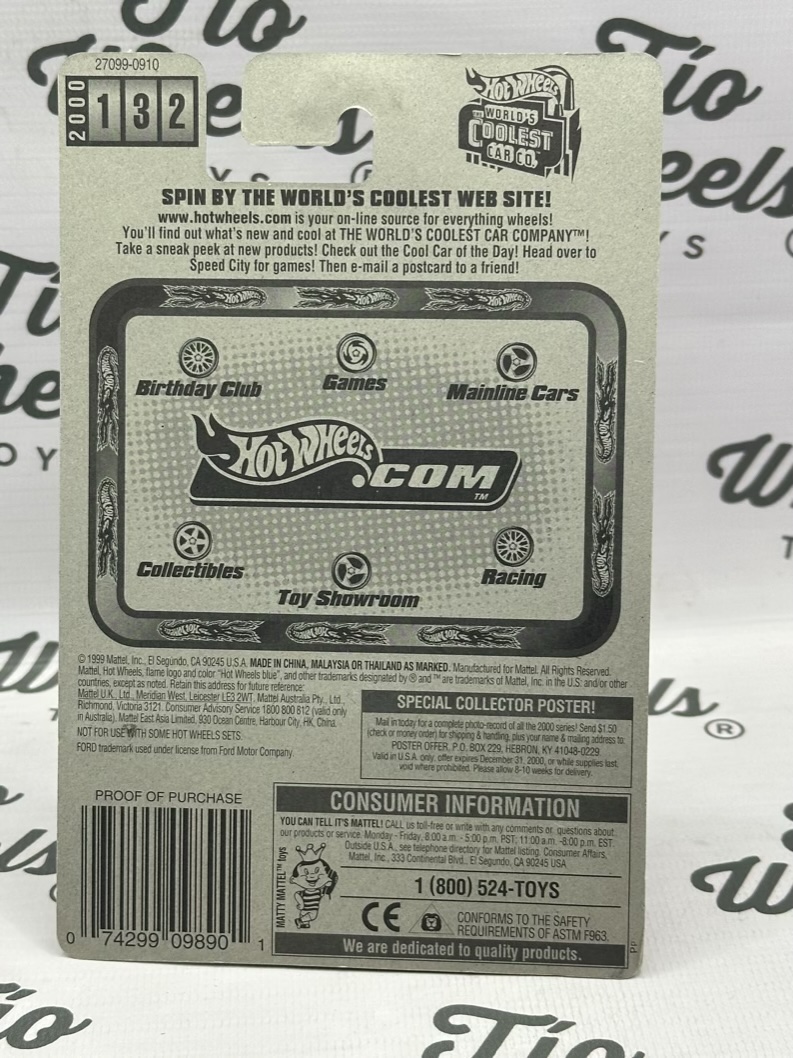 27099-0910
2000
132
HOT WHEELS
THE WORLD'S
COOLEST
CAR CO.
Tío
Wheels
TOYS
SPIN BY THE WORLD'S COOLEST WEB SITE!
www.hotwheels.com is your on-line source for everything wheels!
You'll find out what's new and cool at THE WORLD'S COOLEST CAR COMPANY™!
Take a sneak peek at new products! Check out the Cool Car of the Day! Head over to
Speed City for games! Then e-mail a postcard to a friend!
Birthday Club
Games
Mainline Cars
HOT WHEELS
.COM
TM
Collectibles
Toy Showroom
Racing
© 1999 Mattel, Inc., El Segundo, CA 90245 U.S.A. MADE IN CHINA, MALAYSIA OR THAILAND AS MARKED. Manufactured for Mattel. All Rights Reserved.
Mattel, Hot Wheels, flame logo and color "Hot Wheels blue", and other trademarks designated by ® and ™ are trademarks of Mattel, Inc. in the U.S. and/or other
countries, except as noted. Retain this address for future reference:
Mattel U.K. Ltd., Meridian West, Leicester LE3 2WT. Mattel Australia Pty., Ltd.,
Richmond, Victoria 3121. Consumer Advisory Service 1800 800 812 (valid only
in Australia). Mattel East Asia Limited, 930 Ocean Centre, Harbour City, HK, China.
NOT FOR USE WITH SOME HOT WHEELS SETS.
FORD trademark used under license from Ford Motor Company.
SPECIAL COLLECTOR POSTER!
Mail in today for a complete photo-record of all the 2000 series! Send $1.50
(check or money order) for shipping & handling, plus your name & mailing address to:
POSTER OFFER, P.O. BOX 229, HEBRON, KY 41048-0229.
Valid in U.S.A. only, offer expires December 31, 2000, or while supplies last,
void where prohibited. Please allow 8-10 weeks for delivery.
PROOF OF PURCHASE
0 74299 09890 1
CONSUMER INFORMATION
YOU CAN TELL IT'S MATTEL! CALL us toll-free or write with any comments or questions about
our products or service. Monday - Friday, 8:00 a.m. - 5:00 p.m. PST; 11:00 a.m. -8:00 p.m. EST.
Outside U.S.A., see telephone directory for Mattel listing. Consumer Affairs,
Mattel, Inc., 333 Continental Blvd., El Segundo, CA 90245 USA
MATTY MATTEL™ toys
1 (800) 524-TOYS
CE
CONFORMS TO THE SAFETY
REQUIREMENTS OF ASTM F963.
We are dedicated to quality products.
PP